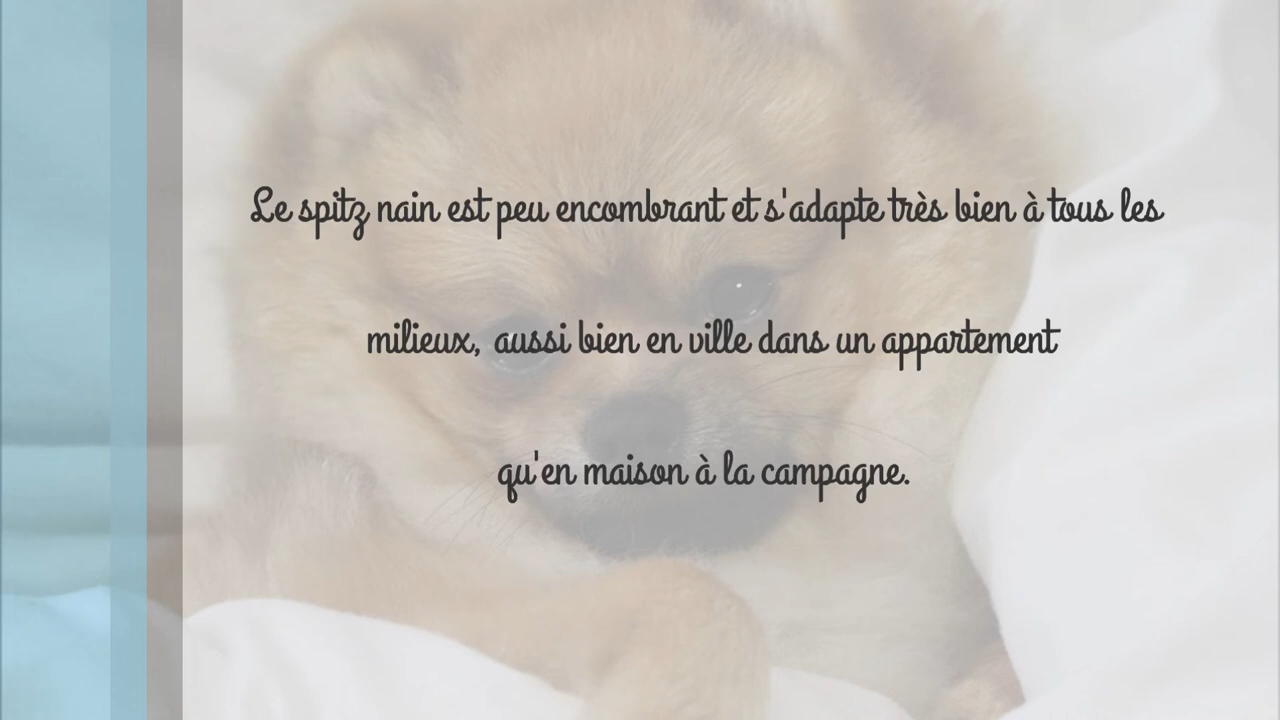 Le spitz nain est peu encombrant et s'adapte très bien à tous les
milieux, aussi bien en ville dans un appartement
qu'en maison à la campagne.